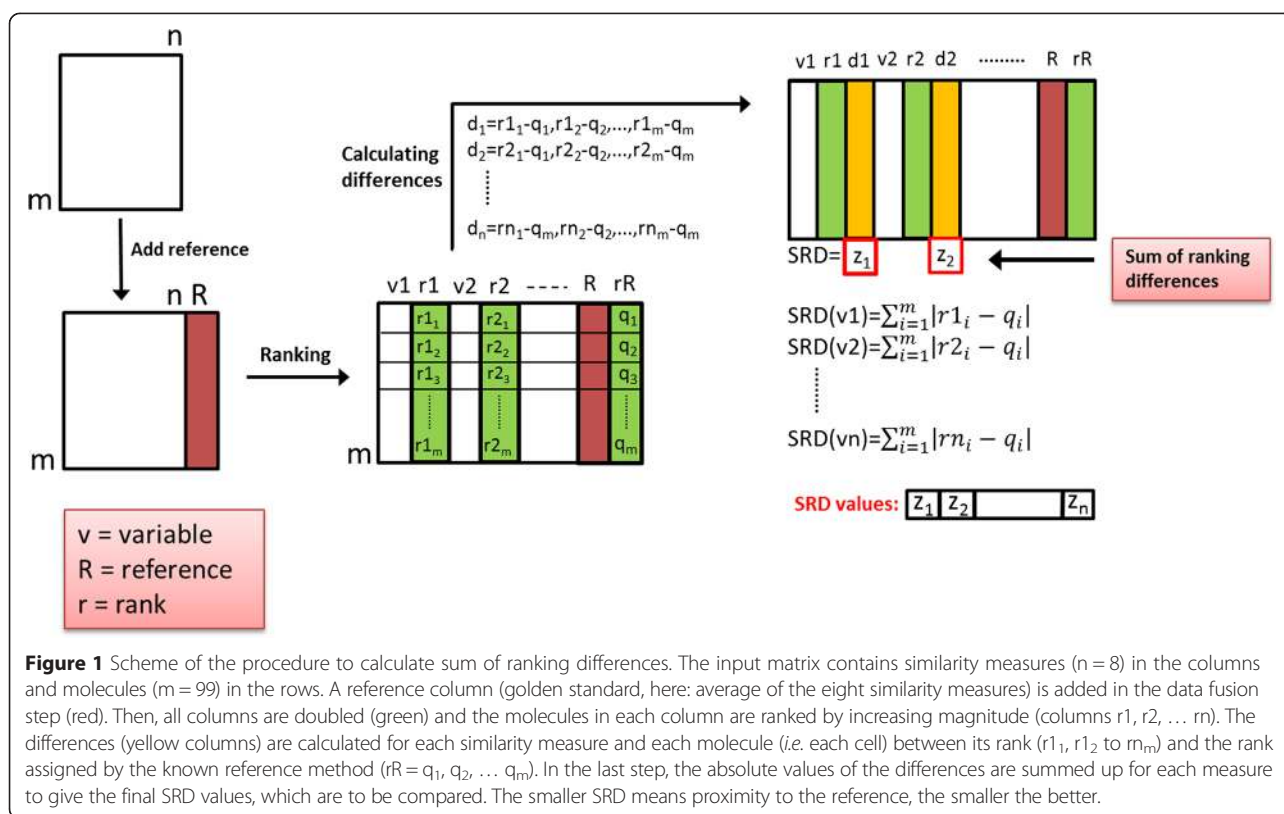 n
m
Add reference
n R
m
Ranking
v = variable
R = reference
r = rank
Calculating
differences
d₁=r1₁-q₁,r1₂-q₂,...,r1ₘ-qₘ
d₂=r2₁-q₁,r2₂-q₂,...,r2ₘ-qₘ
dₙ=rn₁-qₘ,rn₂-q₂,...,rnₘ-qₘ
v1 r1 v2 r2 ---- R rR
r1₁ r2₁ q₁
r1₂ r2₂ q₂
r1₃ r2₃ q₃
r1ₘ r2ₘ qₘ
m
v1 r1 d1 v2 r2 d2 ......... R rR
SRD= z₁ z₂
Sum of ranking
differences
SRD(v1)=∑ᵢ₌₁ᵐ|r1ᵢ − qᵢ|
SRD(v2)=∑ᵢ₌₁ᵐ|r2ᵢ − qᵢ|
SRD(vn)=∑ᵢ₌₁ᵐ|rnᵢ − qᵢ|
SRD values: z₁ z₂ zₙ
Figure 1 Scheme of the procedure to calculate sum of ranking differences. The input matrix contains similarity measures (n = 8) in the columns
and molecules (m = 99) in the rows. A reference column (golden standard, here: average of the eight similarity measures) is added in the data fusion
step (red). Then, all columns are doubled (green) and the molecules in each column are ranked by increasing magnitude (columns r1, r2, … rn). The
differences (yellow columns) are calculated for each similarity measure and each molecule (i.e. each cell) between its rank (r1₁, r1₂ to rnₘ) and the rank
assigned by the known reference method (rR = q₁, q₂, … qₘ). In the last step, the absolute values of the differences are summed up for each measure
to give the final SRD values, which are to be compared. The smaller SRD means proximity to the reference, the smaller the better.